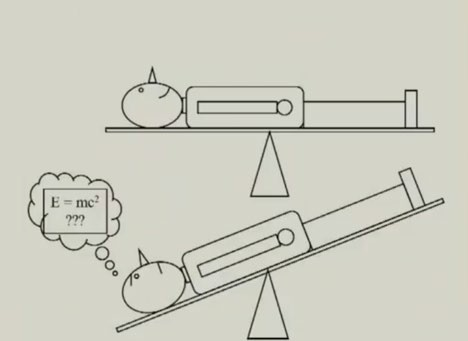 E = mc²
???